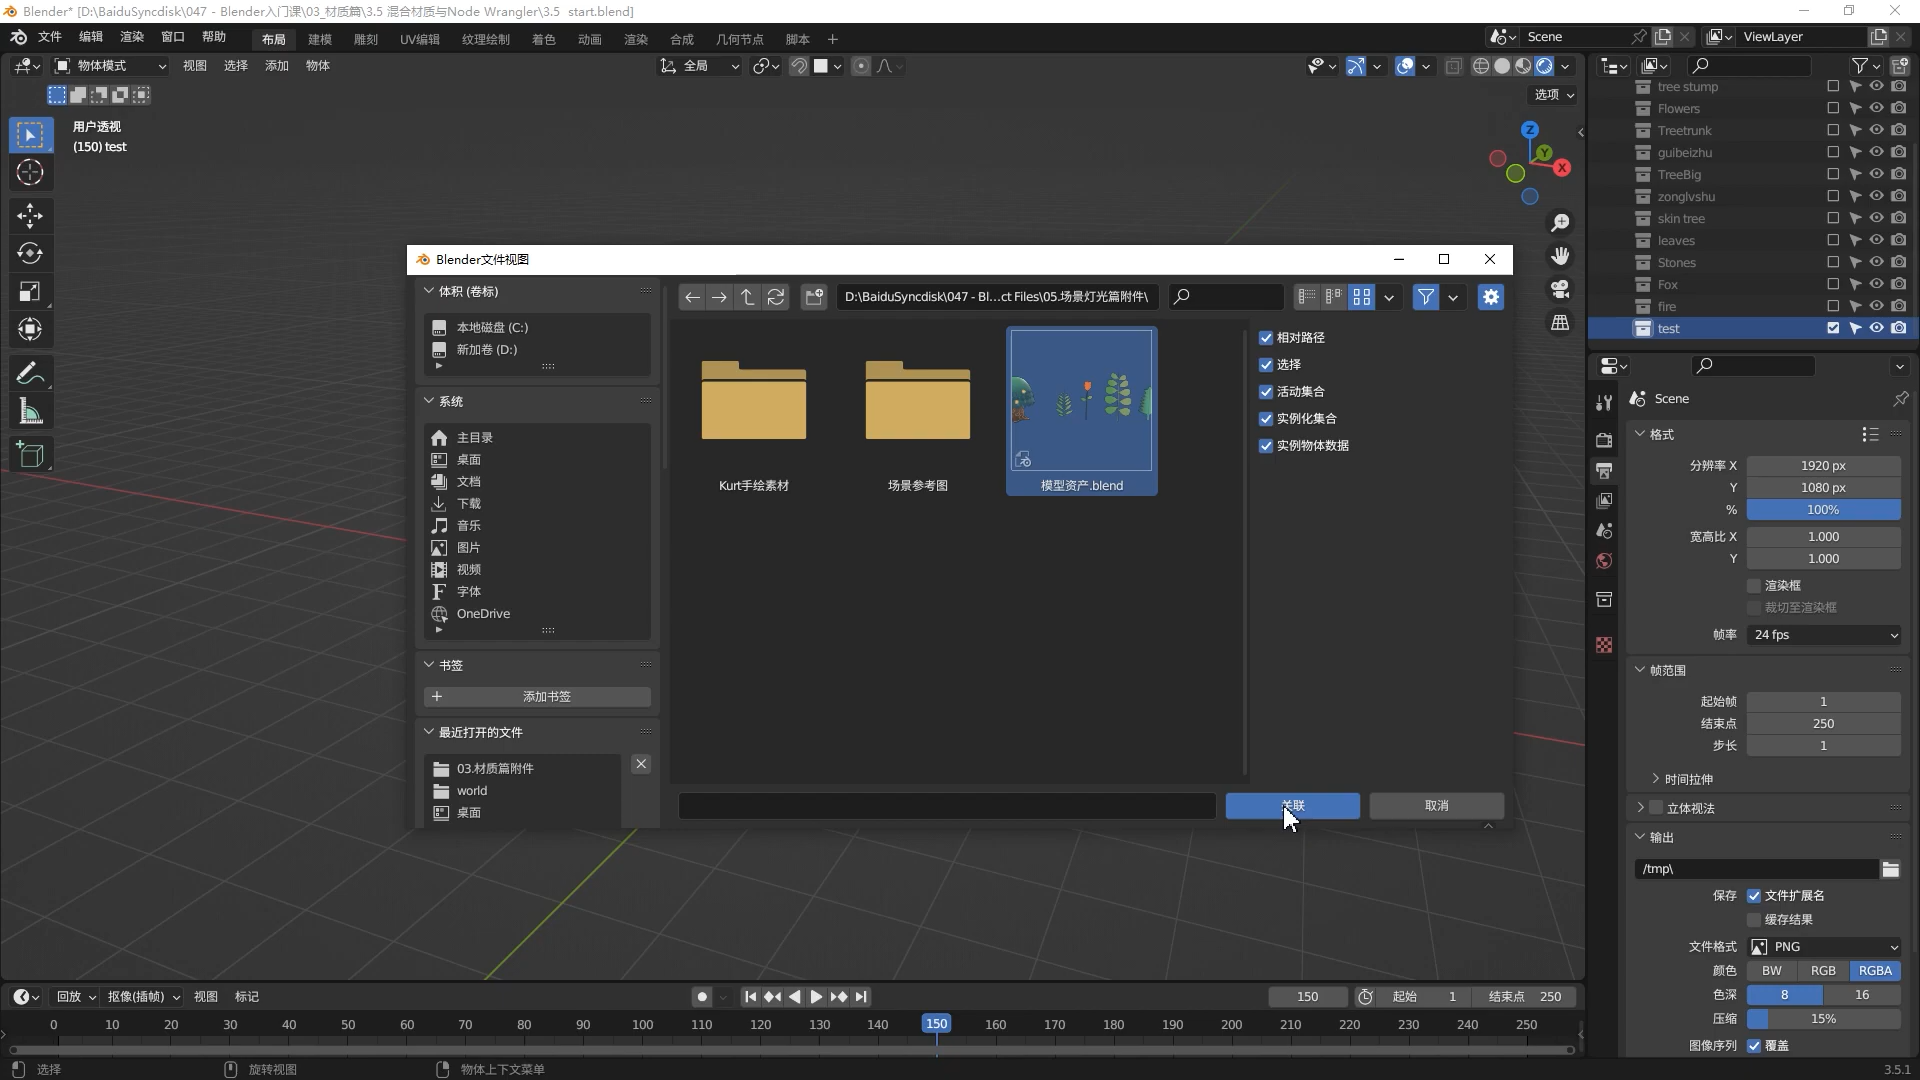 Blender* [D:\BaiduSyncdisk\047 - Blender入门课\03_材质篇\3.5 混合材质与Node Wrangler\3.5  start.blend]
文件 编辑 渲染 窗口 帮助 布局 建模 雕刻 UV编辑 纹理绘制 着色 动画 渲染 合成 几何节点 脚本 + Scene ViewLayer
物体模式 视图 选择 添加 物体 全局
选项
用户透视
(150) test
Z
Y
X
tree stump
Flowers
Treetrunk
guibeizhu
TreeBig
zonglvshu
skin tree
leaves
Stones
Fox
fire
test
Blender文件视图
体积 (卷标)
本地磁盘 (C:)
新加卷 (D:)
系统
主目录
桌面
文档
下载
音乐
图片
视频
字体
OneDrive
书签
添加书签
最近打开的文件
03.材质篇附件
world
桌面
D:\BaiduSyncdisk\047 - Bl...ct Files\05.场景灯光篇附件\
Kurt手绘素材
场景参考图
模型资产.blend
相对路径
选择
活动集合
实例化集合
实例物体数据
关联
取消
Scene
格式
分辨率 X 1920 px
Y 1080 px
% 100%
宽高比 X 1.000
Y 1.000
渲染框
裁切至渲染框
帧率 24 fps
帧范围
起始帧 1
结束点 250
步长 1
时间拉伸
立体视法
输出
/tmp\
保存 文件扩展名
缓存结果
文件格式 PNG
颜色 BW RGB RGBA
色深 8 16
压缩 15%
图像序列 覆盖
回放 抠像(插帧) 视图 标记 150 起始 1 结束点 250
0 10 20 30 40 50 60 70 80 90 100 110 120 130 140 150 160 170 180 190 200 210 220 230 240 250
选择 旋转视图 物体上下文菜单 3.5.1